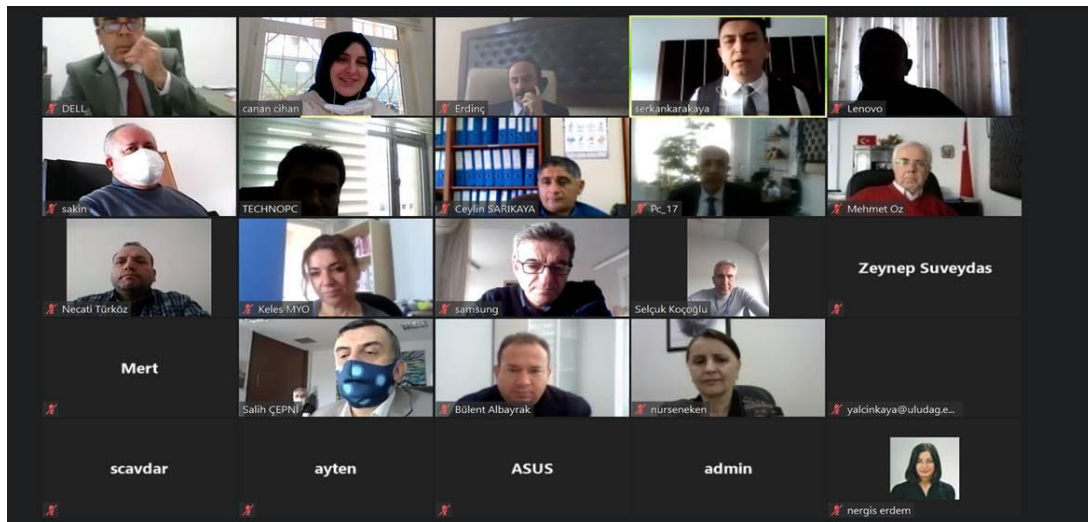 DELL
canan cihan
Erdinç
serkankarakaya
Lenovo
sakin
TECHNOPC
Ceylin SARIKAYA
Pc_17
Mehmet Oz
Necati Türköz
Keles MYO
samsung
Selçuk Koçoğlu
Zeynep Suveydas
Mert
Salih ÇEPNİ
Bülent Albayrak
nurseneken
yalcinkaya@uludag.e...
scavdar
ayten
ASUS
admin
nergis erdem